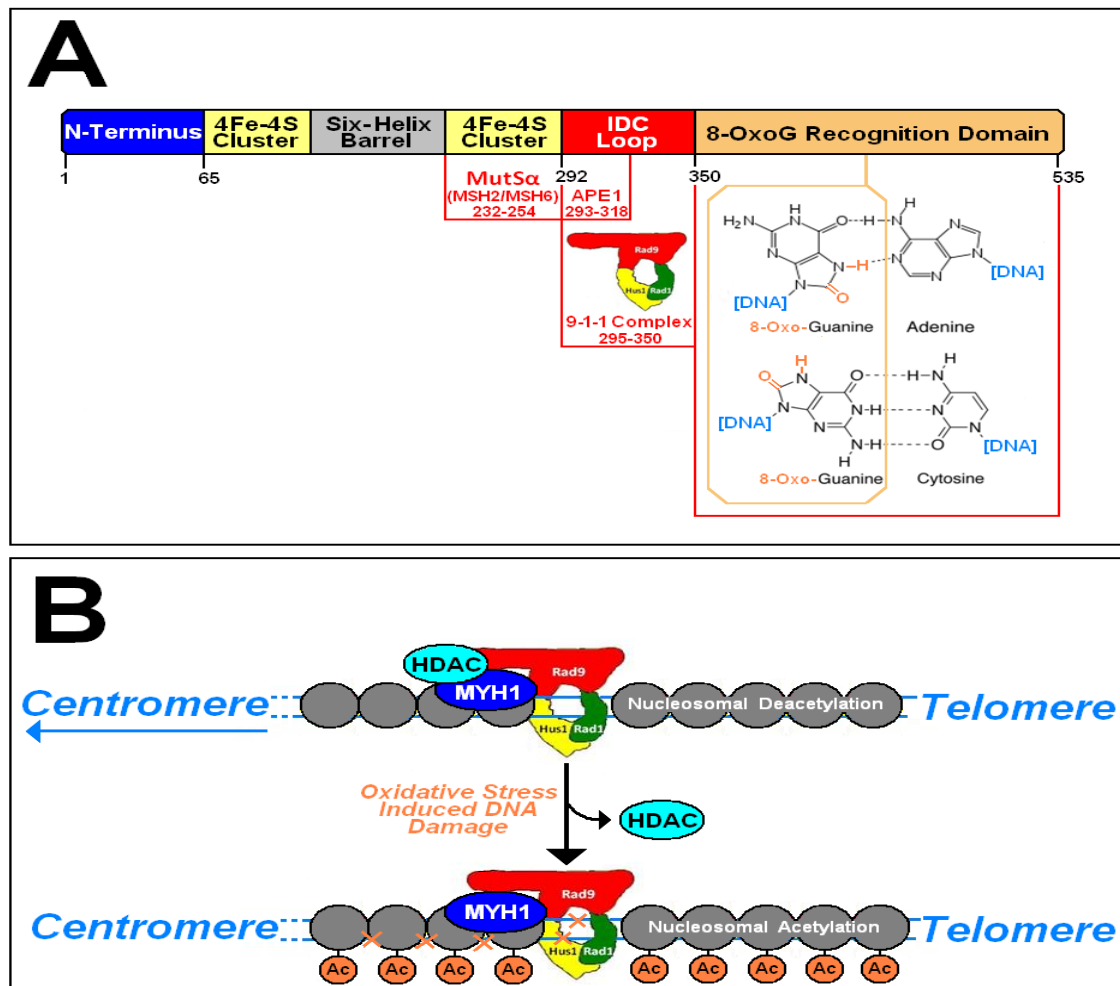 A
N-Terminus
4Fe-4S
Cluster
Six-Helix
Barrel
4Fe-4S
Cluster
IDC
Loop
8-OxoG Recognition Domain
1
65
292
350
535
MutSα
(MSH2/MSH6)
232-254
APE1
293-318
Rad9
Hus1
Rad1
9-1-1 Complex
295-350
H₂N
NH
N
N
O
N
H
O
[DNA]
8-Oxo-Guanine
H
H
N
N
N
N
N
[DNA]
Adenine
H
O
N
N
O
N
H
N
N
H
H
[DNA]
8-Oxo-Guanine
H
H
N
N
N
O
[DNA]
Cytosine
B
HDAC
MYH1
Rad9
Hus1
Rad1
Centromere
Nucleosomal Deacetylation
Telomere
Oxidative Stress
Induced DNA
Damage
HDAC
Centromere
MYH1
Rad9
Hus1
Rad1
Nucleosomal Acetylation
Telomere
Ac
Ac
Ac
Ac
Ac
Ac
Ac
Ac
Ac